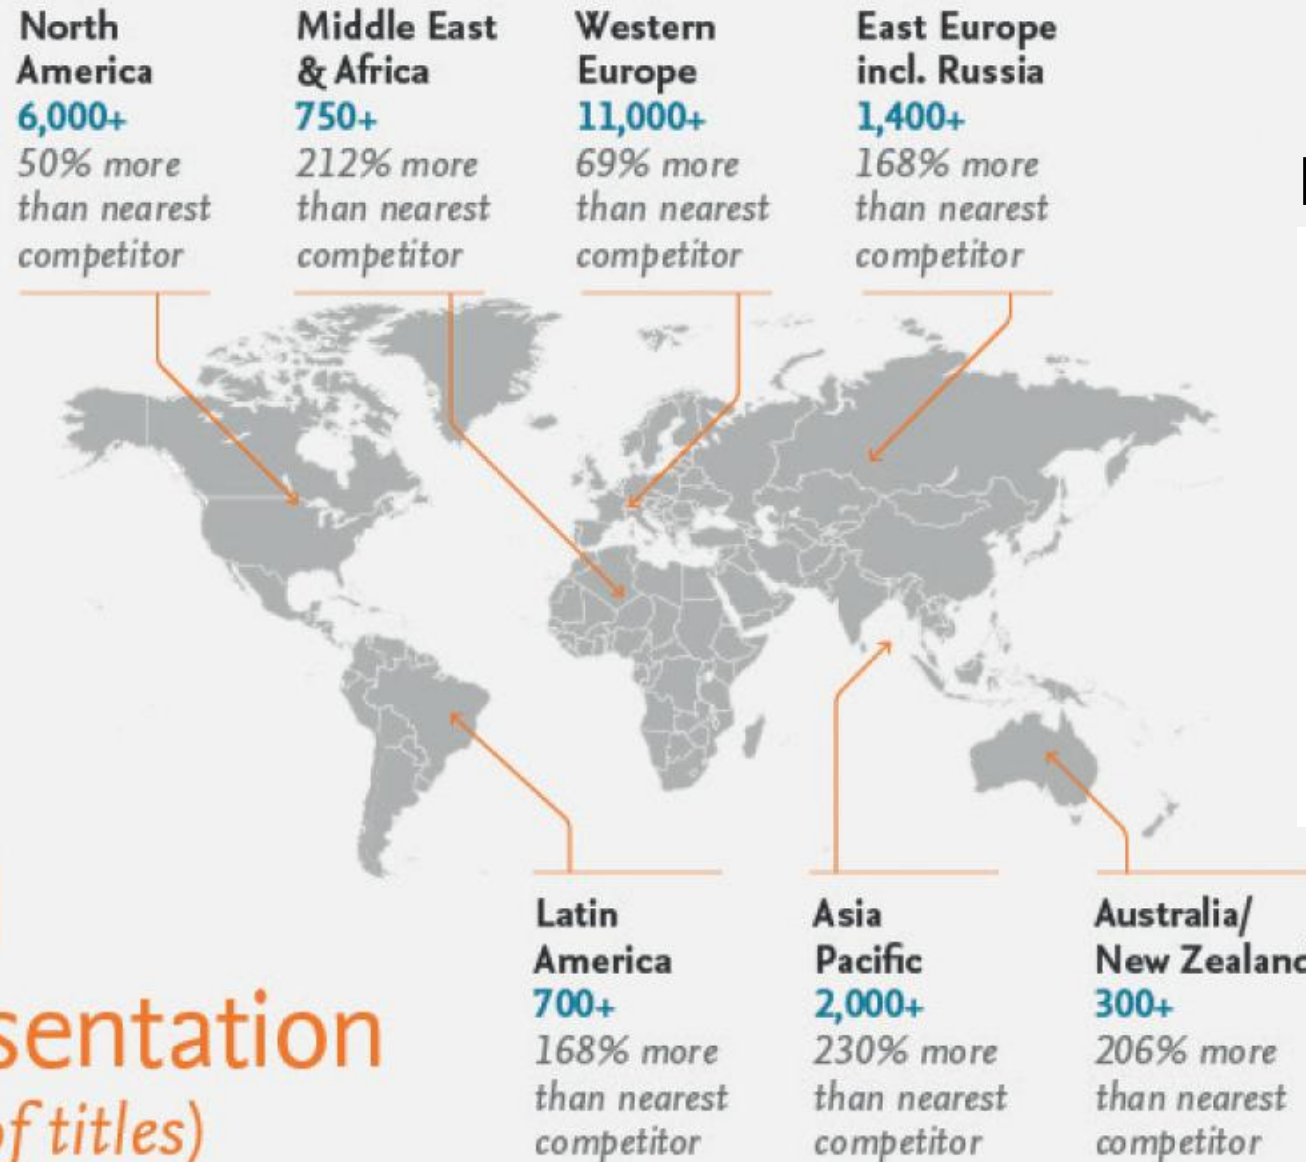 North
America
6,000+
50% more
than nearest
competitor
Middle East
& Africa
750+
212% more
than nearest
competitor
Western
Europe
11,000+
69% more
than nearest
competitor
East Europe
incl. Russia
1,400+
168% more
than nearest
competitor
Latin
America
700+
168% more
than nearest
competitor
Asia
Pacific
2,000+
230% more
than nearest
competitor
Australia/
New Zealand
300+
206% more
than nearest
competitor
sentation
of titles)